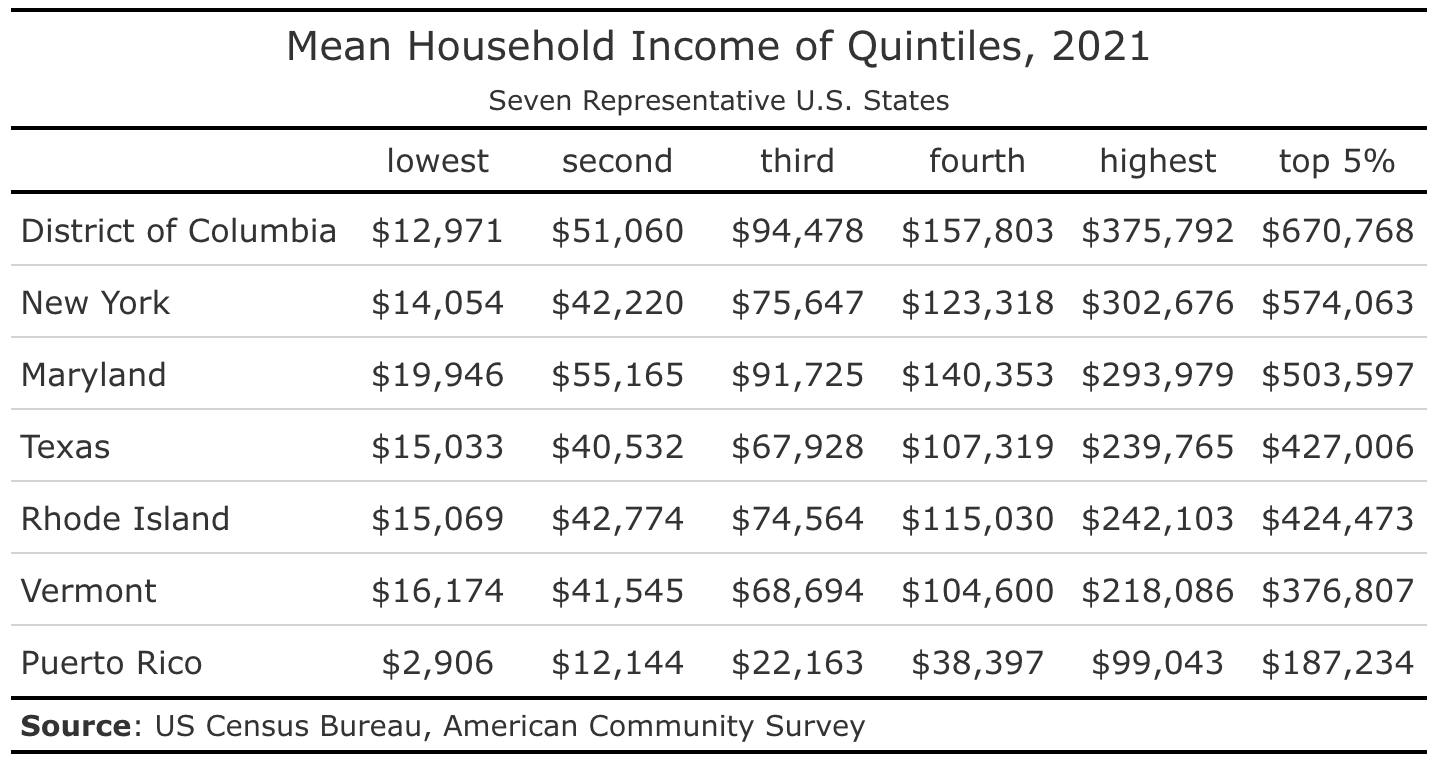 Mean Household Income of Quintiles, 2021
Seven Representative U.S. States
lowest second third fourth highest top 5%
District of Columbia $12,971 $51,060 $94,478 $157,803 $375,792 $670,768
New York $14,054 $42,220 $75,647 $123,318 $302,676 $574,063
Maryland $19,946 $55,165 $91,725 $140,353 $293,979 $503,597
Texas $15,033 $40,532 $67,928 $107,319 $239,765 $427,006
Rhode Island $15,069 $42,774 $74,564 $115,030 $242,103 $424,473
Vermont $16,174 $41,545 $68,694 $104,600 $218,086 $376,807
Puerto Rico $2,906 $12,144 $22,163 $38,397 $99,043 $187,234
Source: US Census Bureau, American Community Survey